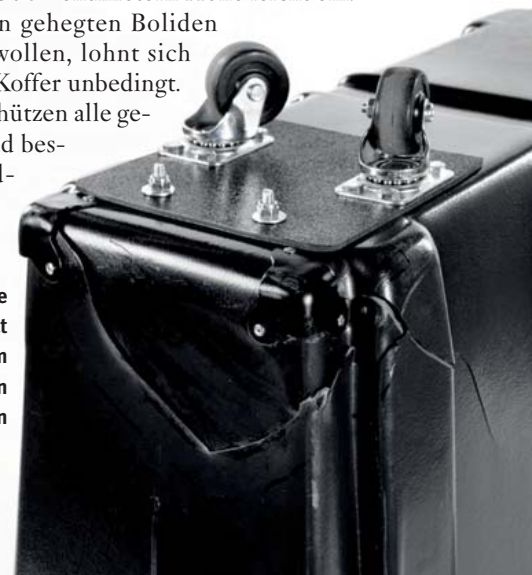 n gehegten Boliden
wollen, lohnt sich
Koffer unbedingt.
hützen alle ge-
d bes-
e
t
n
n
n